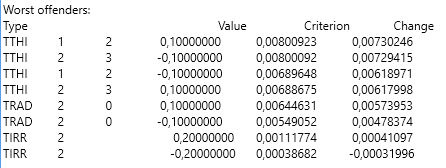 Worst offenders:
Type Value Criterion Change
TTHI 1 2 0,10000000 0,00800923 0,00730246
TTHI 2 3 -0,10000000 0,00800092 0,00729415
TTHI 1 2 -0,10000000 0,00689648 0,00618971
TTHI 2 3 0,10000000 0,00688675 0,00617998
TRAD 2 0 0,10000000 0,00644631 0,00573953
TRAD 2 0 -0,10000000 0,00549052 0,00478374
TIRR 2 0,20000000 0,00111774 0,00041097
TIRR 2 -0,20000000 0,00038682 -0,00031996